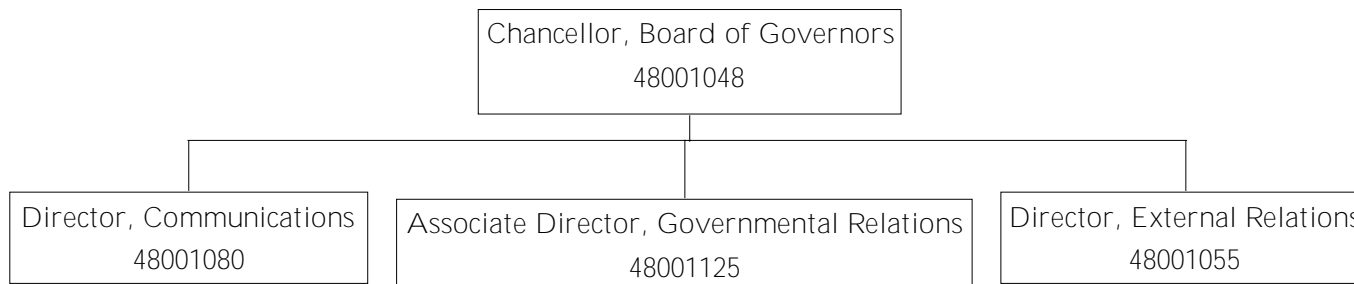 Chancellor, Board of Governors
48001048
Director, Communications
48001080
Associate Director, Governmental Relations
48001125
Director, External Relations
48001055